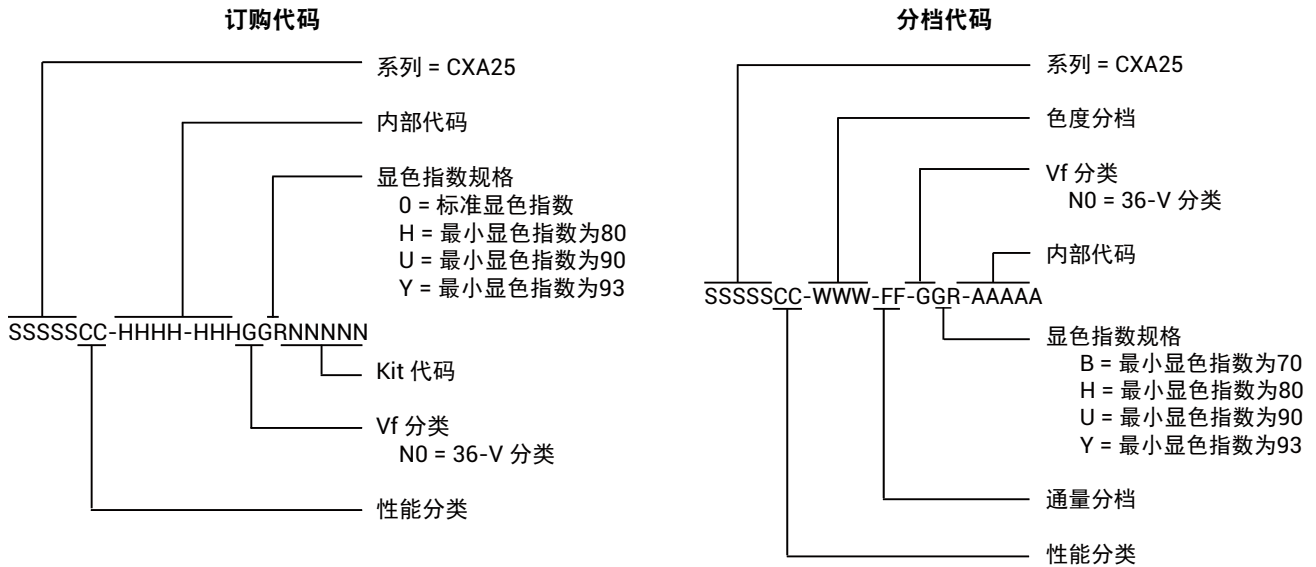 订购代码
系列 = CXA25
内部代码
显色指数规格
0 = 标准显色指数
H = 最小显色指数为80
U = 最小显色指数为90
Y = 最小显色指数为93
SSSSSCC-HHHH-HHHGGRNNNNN
Kit 代码
Vf 分类
N0 = 36-V 分类
性能分类
分档代码
系列 = CXA25
色度分档
Vf 分类
N0 = 36-V 分类
内部代码
SSSSSCC-WWW-FF-GGR-AAAAA
显色指数规格
B = 最小显色指数为70
H = 最小显色指数为80
U = 最小显色指数为90
Y = 最小显色指数为93
通量分档
性能分类